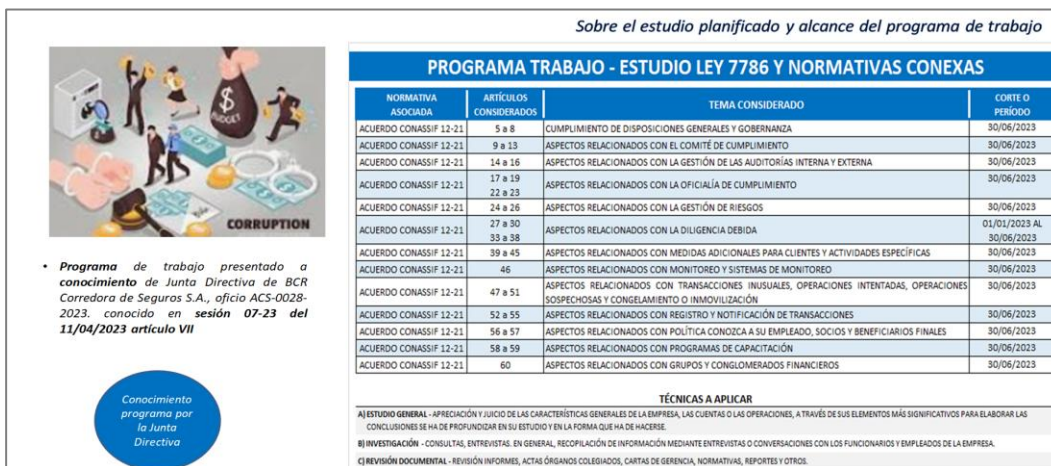 Sobre el estudio planificado y alcance del programa de trabajo
BUDGET
CORRUPTION
• Programa de trabajo presentado a
conocimiento de Junta Directiva de BCR
Corredora de Seguros S.A., oficio ACS-0028-
2023. conocido en sesión 07-23 del
11/04/2023 artículo VII
Conocimiento
programa por
la Junta
Directiva
PROGRAMA TRABAJO - ESTUDIO LEY 7786 Y NORMATIVAS CONEXAS
NORMATIVA ASOCIADA ARTÍCULOS CONSIDERADOS TEMA CONSIDERADO CORTE O PERÍODO
ACUERDO CONASSIF 12-21 5 a 8 CUMPLIMIENTO DE DISPOSICIONES GENERALES Y GOBERNANZA 30/06/2023
ACUERDO CONASSIF 12-21 9 a 13 ASPECTOS RELACIONADOS CON EL COMITÉ DE CUMPLIMIENTO 30/06/2023
ACUERDO CONASSIF 12-21 14 a 16 ASPECTOS RELACIONADOS CON LA GESTIÓN DE LAS AUDITORÍAS INTERNA Y EXTERNA 30/06/2023
ACUERDO CONASSIF 12-21 17 a 19 22 a 23 ASPECTOS RELACIONADOS CON LA OFICIALÍA DE CUMPLIMIENTO 30/06/2023
ACUERDO CONASSIF 12-21 24 a 26 ASPECTOS RELACIONADOS CON LA GESTIÓN DE RIESGOS 30/06/2023
ACUERDO CONASSIF 12-21 27 a 30 33 a 38 ASPECTOS RELACIONADOS CON LA DILIGENCIA DEBIDA 01/01/2023 AL 30/06/2023
ACUERDO CONASSIF 12-21 39 a 45 ASPECTOS RELACIONADOS CON MEDIDAS ADICIONALES PARA CLIENTES Y ACTIVIDADES ESPECÍFICAS 30/06/2023
ACUERDO CONASSIF 12-21 46 ASPECTOS RELACIONADOS CON MONITOREO Y SISTEMAS DE MONITOREO 30/06/2023
ACUERDO CONASSIF 12-21 47 a 51 ASPECTOS RELACIONADOS CON TRANSACCIONES INUSUALES, OPERACIONES INTENTADAS, OPERACIONES SOSPECHOSAS Y CONGELAMIENTO O INMOVILIZACIÓN 30/06/2023
ACUERDO CONASSIF 12-21 52 a 55 ASPECTOS RELACIONADOS CON REGISTRO Y NOTIFICACIÓN DE TRANSACCIONES 30/06/2023
ACUERDO CONASSIF 12-21 56 a 57 ASPECTOS RELACIONADOS CON POLÍTICA CONOZCA A SU EMPLEADO, SOCIOS Y BENEFICIARIOS FINALES 30/06/2023
ACUERDO CONASSIF 12-21 58 a 59 ASPECTOS RELACIONADOS CON PROGRAMAS DE CAPACITACIÓN 30/06/2023
ACUERDO CONASSIF 12-21 60 ASPECTOS RELACIONADOS CON GRUPOS Y CONGLOMERADOS FINANCIEROS 30/06/2023
TÉCNICAS A APLICAR
A) ESTUDIO GENERAL - APRECIACIÓN Y JUICIO DE LAS CARACTERÍSTICAS GENERALES DE LA EMPRESA, LAS CUENTAS O LAS OPERACIONES, A TRAVÉS DE SUS ELEMENTOS MÁS SIGNIFICATIVOS PARA ELABORAR LAS
CONCLUSIONES SE HA DE PROFUNDIZAR EN SU ESTUDIO Y EN LA FORMA QUE HA DE HACERSE.
B) INVESTIGACIÓN - CONSULTAS, ENTREVISTAS. EN GENERAL, RECOPILACIÓN DE INFORMACIÓN MEDIANTE ENTREVISTAS O CONVERSACIONES CON LOS FUNCIONARIOS Y EMPLEADOS DE LA EMPRESA.
C) REVISIÓN DOCUMENTAL - REVISIÓN INFORMES, ACTAS ÓRGANOS COLEGIADOS, CARTAS DE GERENCIA, NORMATIVAS, REPORTES Y OTROS.